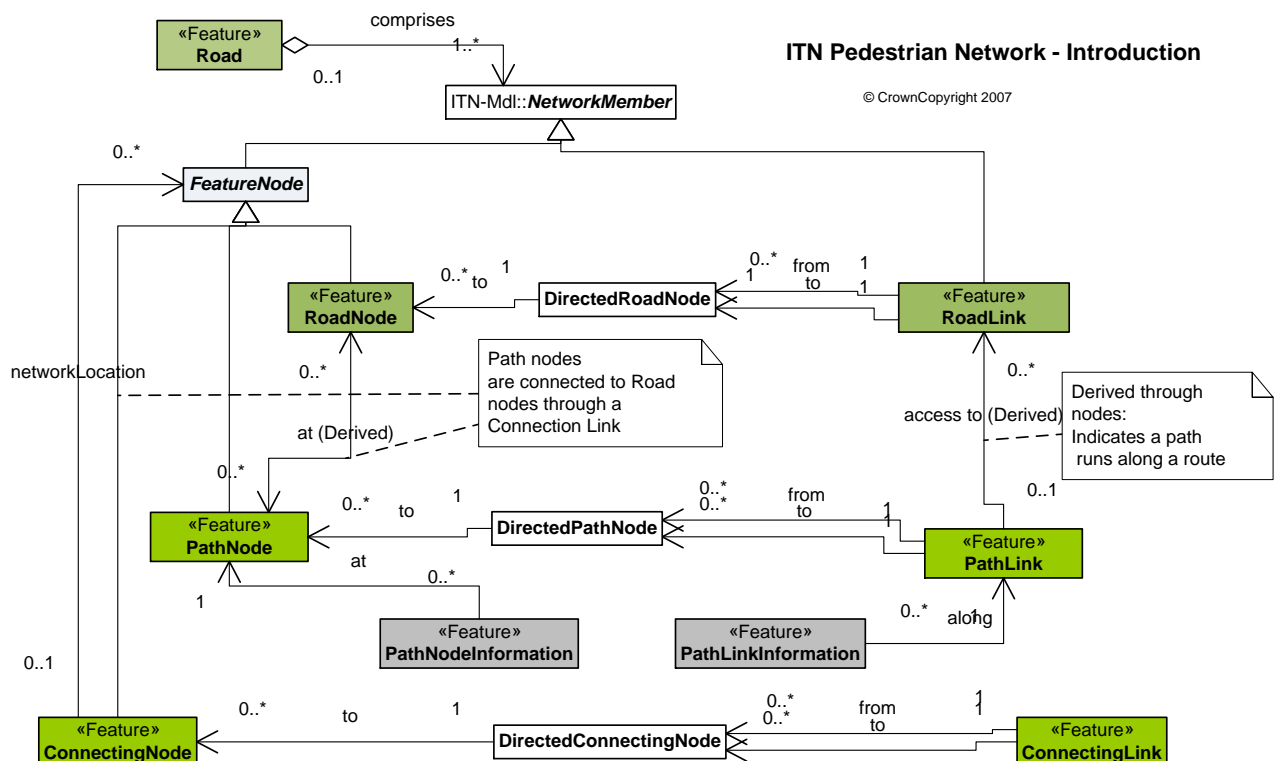 comprises
«Feature»
Road
1..*
0..1
ITN Pedestrian Network - Introduction
© CrownCopyright 2007
ITN-Mdl::NetworkMember
0..*
FeatureNode
0..* to 1
0..* from 1
1 to 1
«Feature»
RoadNode
DirectedRoadNode
«Feature»
RoadLink
networkLocation
0..*
Path nodes
are connected to Road
nodes through a
Connection Link
0..*
access to (Derived)
Derived through
nodes:
Indicates a path
runs along a route
at (Derived)
0..*
0..1
0..* to 1
0..* from 1
0..* to 1
«Feature»
PathNode
DirectedPathNode
«Feature»
PathLink
at
0..*
1
0..* along 1
«Feature»
PathNodeInformation
«Feature»
PathLinkInformation
0..1
0..* to 1
0..* from 1
0..* to 1
«Feature»
ConnectingNode
DirectedConnectingNode
«Feature»
ConnectingLink